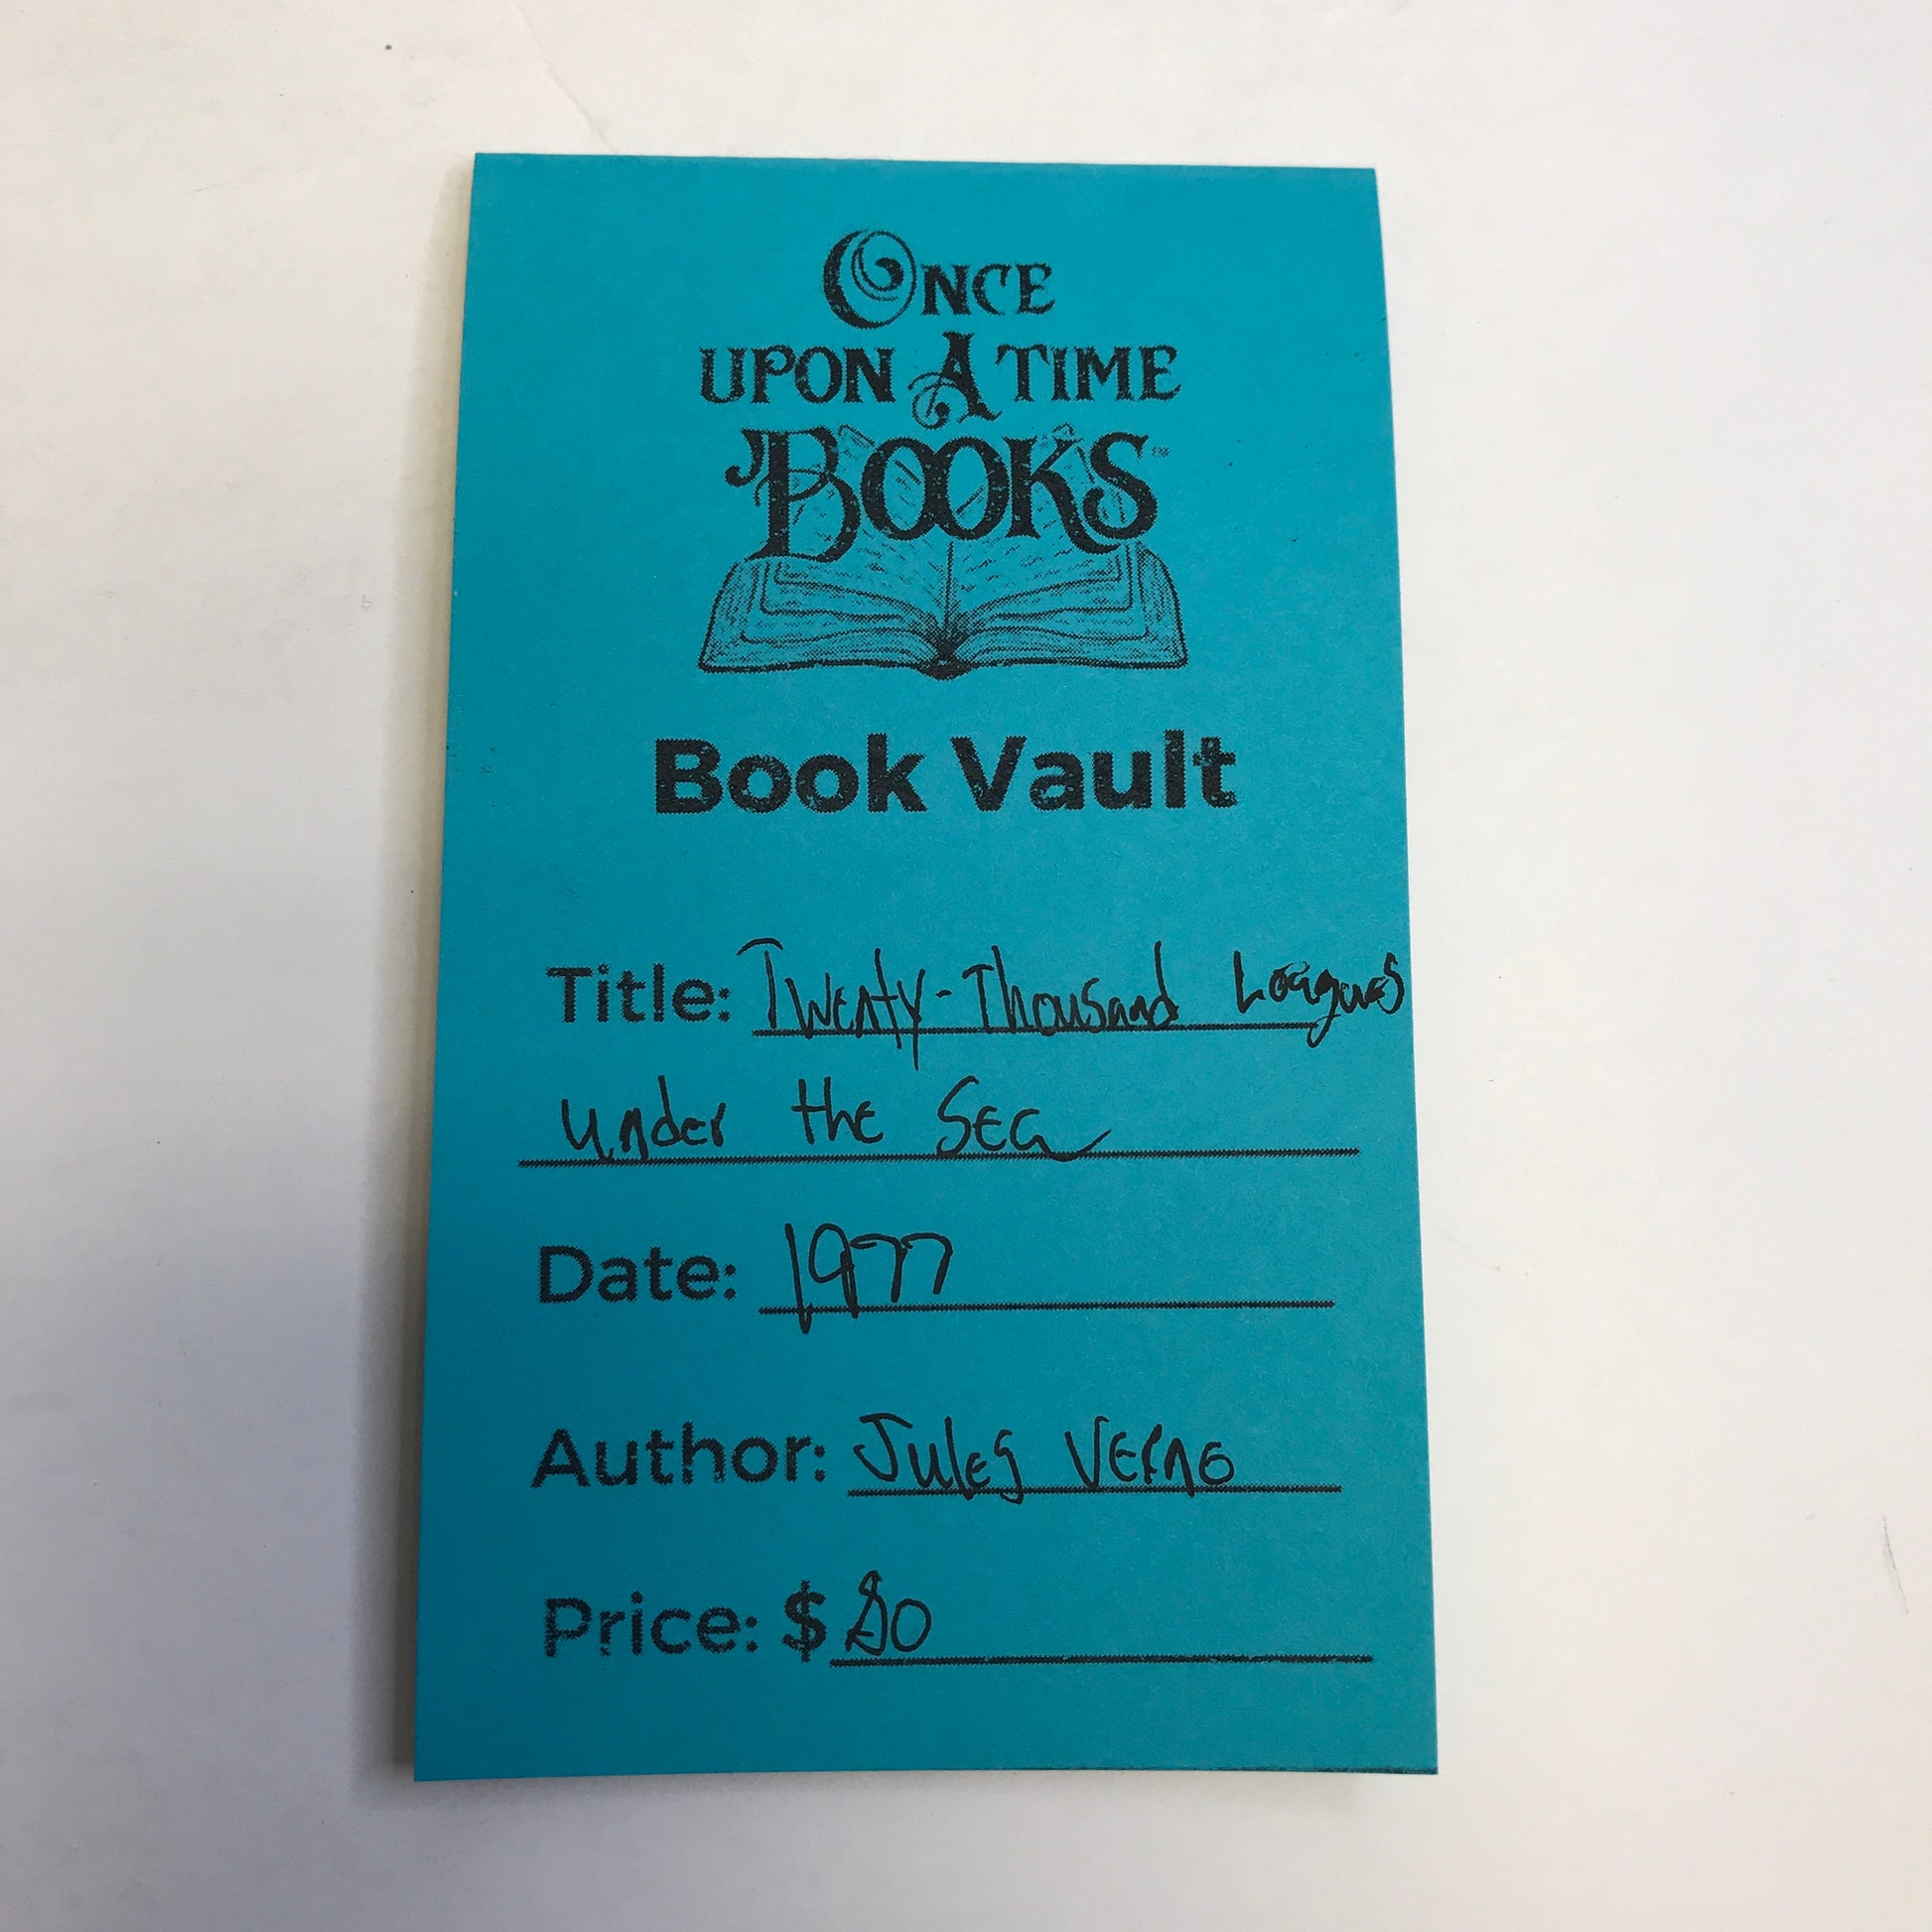 ONCE
UPON A TIME
BOOKS
Book Vault
Title: Twenty-Thousand Leagues
under the Sea
Date: 1977
Author: Jules Verne
Price: $